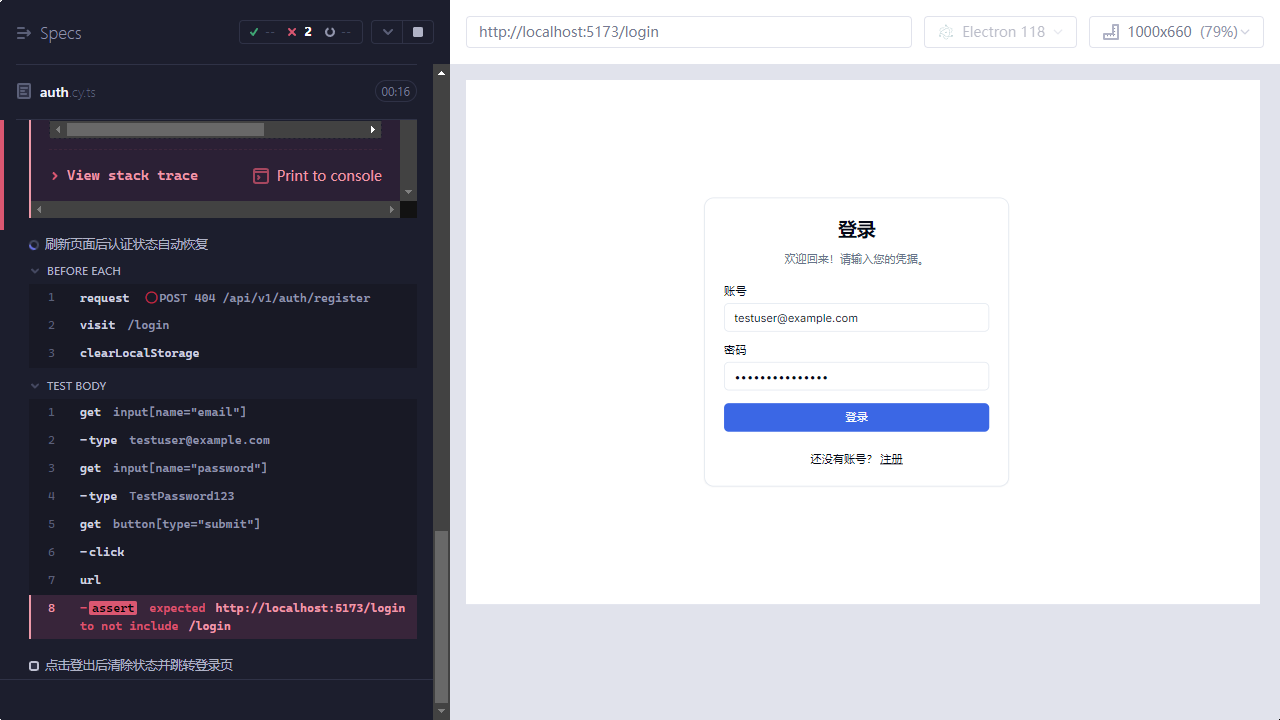 Specs
-- 2 --
auth.cy.ts 00:16
View stack trace Print to console
刷新页面后认证状态自动恢复
BEFORE EACH
1 request POST 404 /api/v1/auth/register
2 visit /login
3 clearLocalStorage
TEST BODY
1 get input[name="email"]
2 -type testuser@example.com
3 get input[name="password"]
4 -type TestPassword123
5 get button[type="submit"]
6 -click
7 url
8 -assert expected http://localhost:5173/login
to not include /login
点击登出后清除状态并跳转登录页
http://localhost:5173/login
Electron 118
1000x660 (79%)
登录
欢迎回来！请输入您的凭据。
账号
testuser@example.com
密码
•••••••••••••••
登录
还没有账号？ 注册